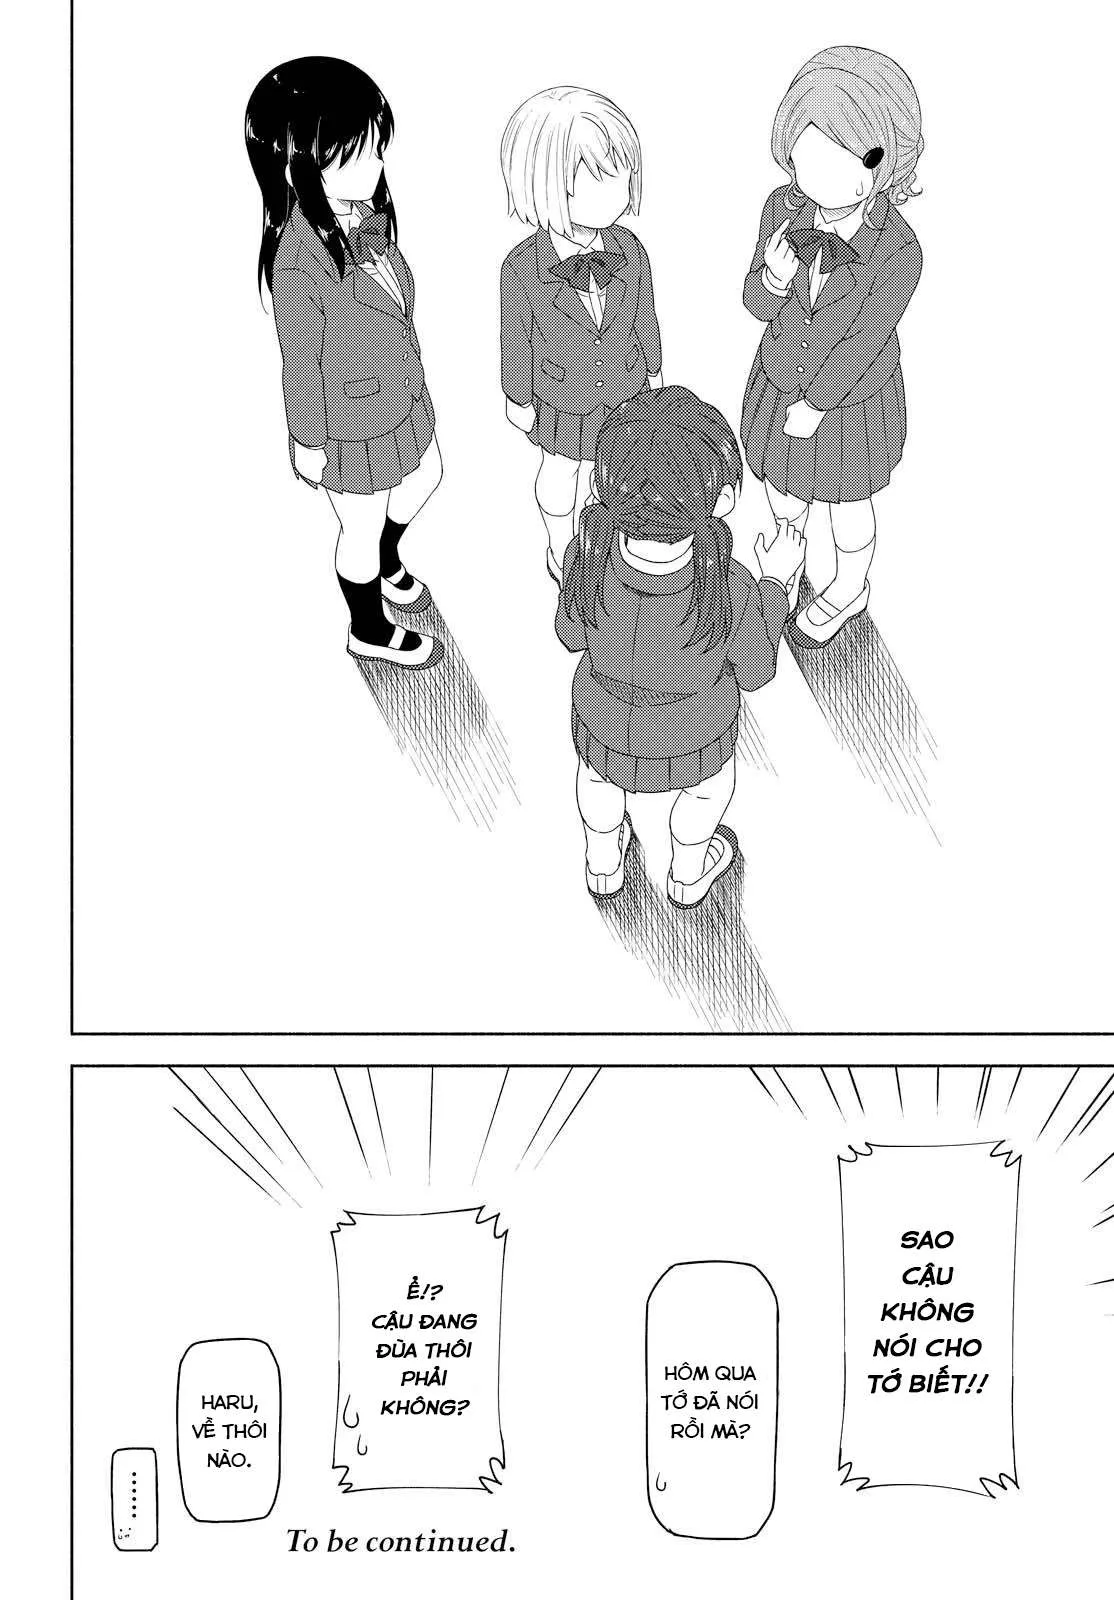 SAO
CẬU
KHÔNG
NÓI CHO
TỚ BIẾT!!
HÔM QUA
TỚ ĐÃ NÓI
RỒI MÀ?
Ể!?
CẬU ĐANG
ĐÙA THÔI
PHẢI
KHÔNG?
HARU,
VỀ THÔI
NÀO.
........
To be continued.